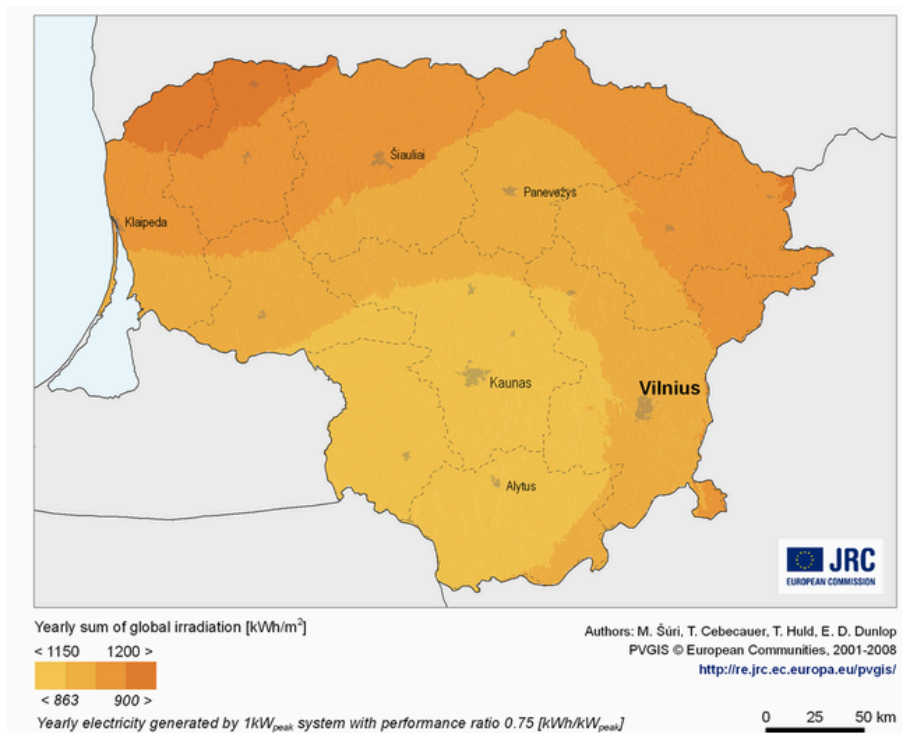 Šiauliai
Panevėžys
Klaipeda
Kaunas
Vilnius
Alytus
JRC
EUROPEAN COMMISSION
Yearly sum of global irradiation [kWh/m²]
< 1150 1200 >
< 863 900 >
Yearly electricity generated by 1kWpeak system with performance ratio 0.75 [kWh/kWpeak]
Authors: M. Šúri, T. Cebecauer, T. Huld, E. D. Dunlop
PVGIS © European Communities, 2001-2008
http://re.jrc.ec.europa.eu/pvgis/
0 25 50 km